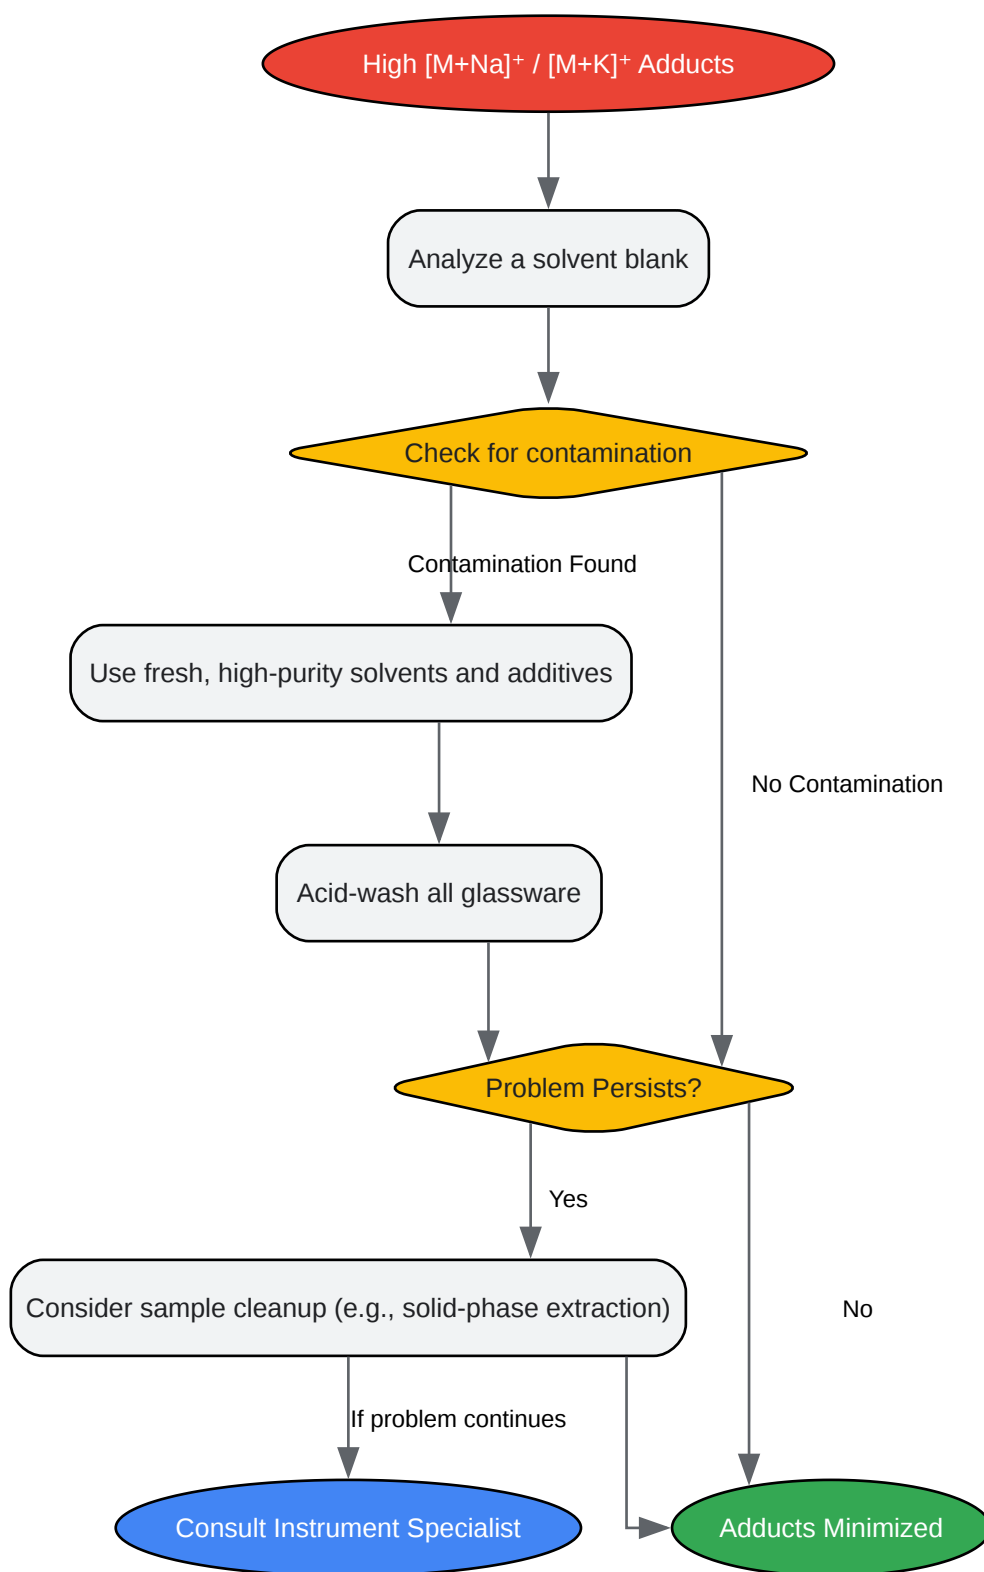 High [M+Na]⁺ / [M+K]⁺ Adducts
Analyze a solvent blank
Check for contamination
Contamination Found
Use fresh, high-purity solvents and additives
No Contamination
Acid-wash all glassware
Problem Persists?
Yes
Consider sample cleanup (e.g., solid-phase extraction)
No
If problem continues
Consult Instrument Specialist
Adducts Minimized